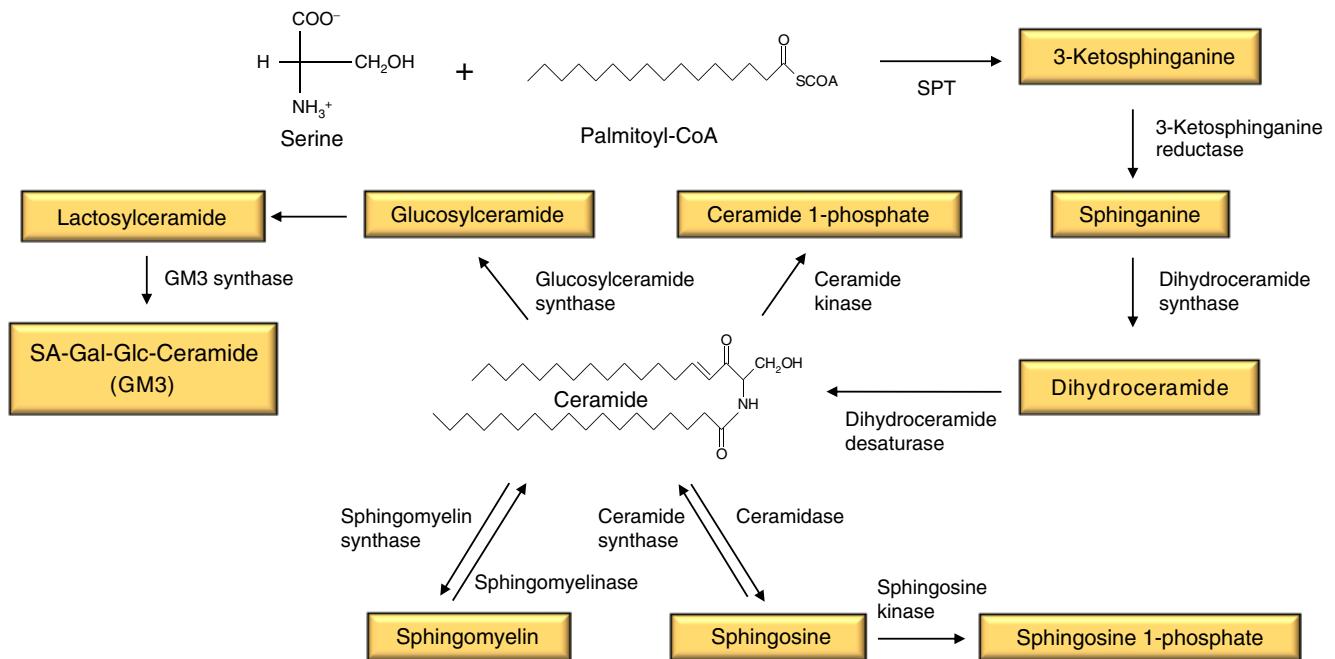 COO⁻
H
CH₂OH
NH₃⁺
Serine
+
O
SCOA
Palmitoyl-CoA
SPT
3-Ketosphinganine
3-Ketosphinganine
reductase
Lactosylceramide
Glucosylceramide
Ceramide 1-phosphate
Sphinganine
GM3 synthase
Glucosylceramide
synthase
Ceramide
kinase
Dihydroceramide
synthase
SA-Gal-Glc-Ceramide
(GM3)
O
CH₂OH
Ceramide
NH
O
Dihydroceramide
Dihydroceramide
desaturase
Sphingomyelin
synthase
Sphingomyelinase
Ceramide
synthase
Ceramidase
Sphingomyelin
Sphingosine
Sphingosine
kinase
Sphingosine 1-phosphate